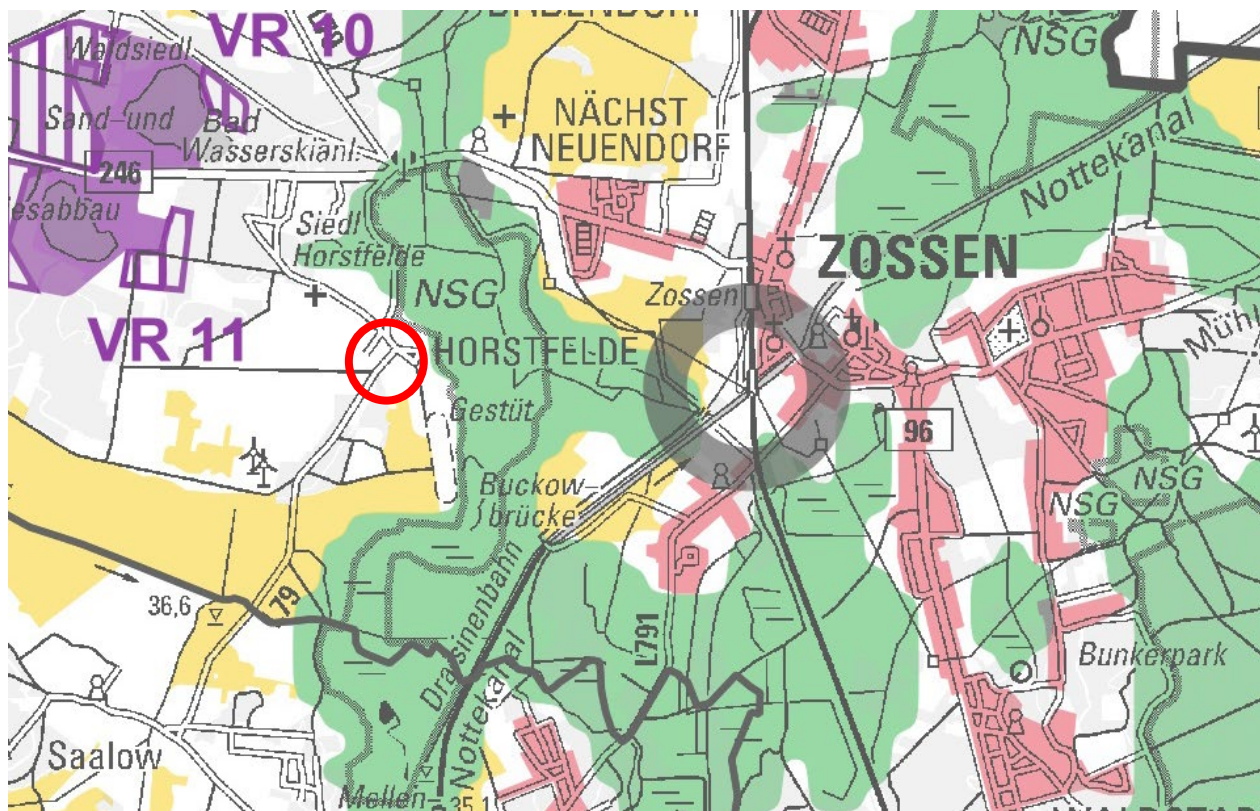 VR 10
NSG
Waldsiedl
NÄCHST
NEUENDORF
Sand-und
Bad
Wasserskianl.
246
Nottekanal
Siedl
Horstfelde
ZOSSEN
NSG
Zossen
VR 11
HORSTFELDE
Gestüt
96
Buckow-
brücke
NSG
NSG
36,6
79
Draisinenbahn
Nottekanal
L791
Bunkerpark
Saalow
Mellen
35,1